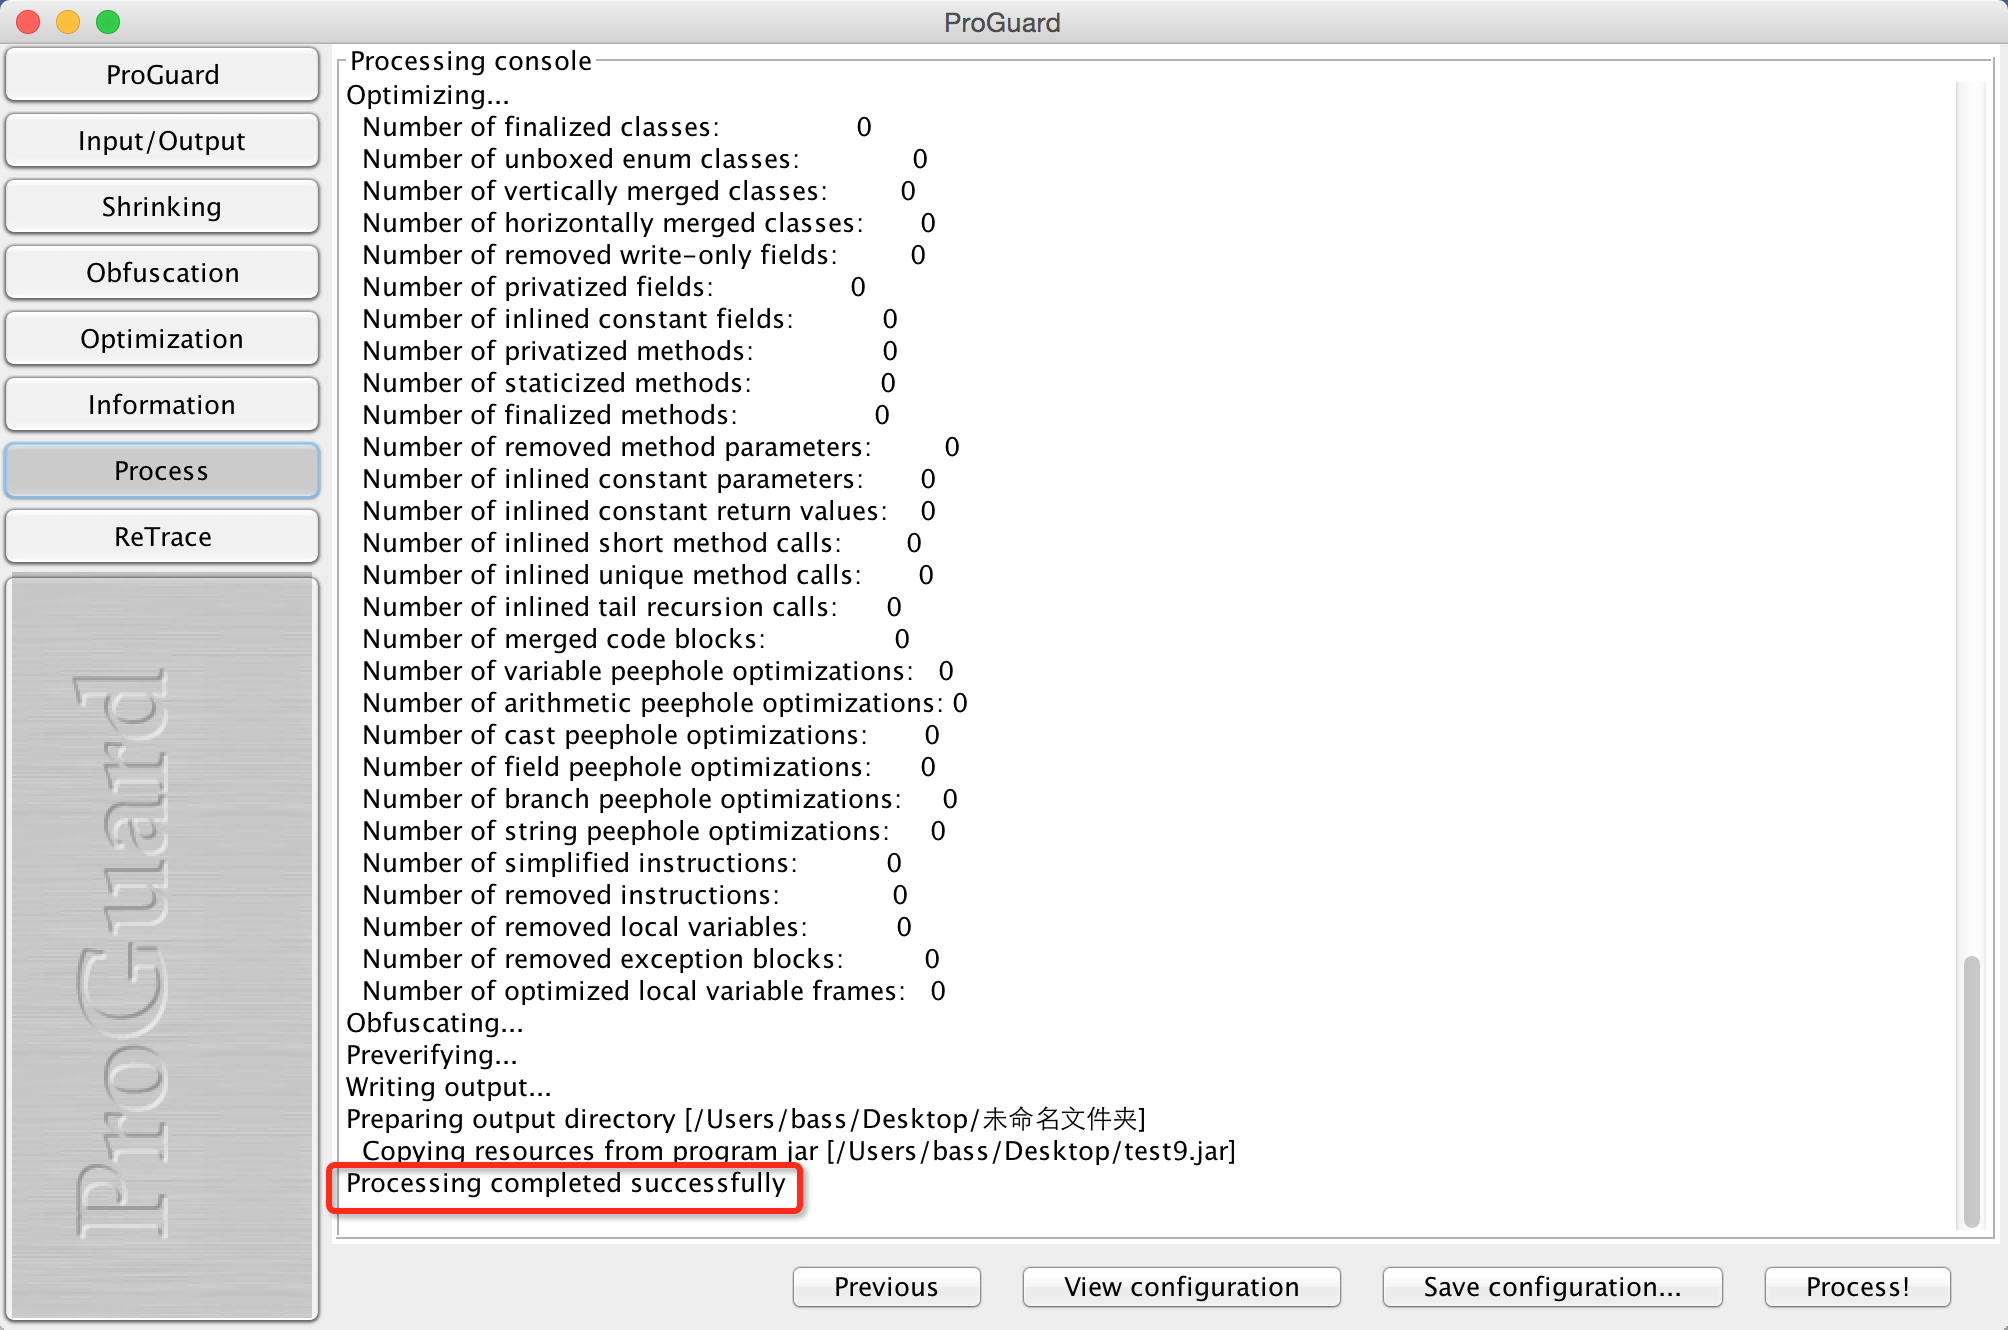 ProGuard
ProGuard
Input/Output
Shrinking
Obfuscation
Optimization
Information
Process
ReTrace
ProGuard
Processing console
Optimizing...
Number of finalized classes: 0
Number of unboxed enum classes: 0
Number of vertically merged classes: 0
Number of horizontally merged classes: 0
Number of removed write-only fields: 0
Number of privatized fields: 0
Number of inlined constant fields: 0
Number of privatized methods: 0
Number of staticized methods: 0
Number of finalized methods: 0
Number of removed method parameters: 0
Number of inlined constant parameters: 0
Number of inlined constant return values: 0
Number of inlined short method calls: 0
Number of inlined unique method calls: 0
Number of inlined tail recursion calls: 0
Number of merged code blocks: 0
Number of variable peephole optimizations: 0
Number of arithmetic peephole optimizations: 0
Number of cast peephole optimizations: 0
Number of field peephole optimizations: 0
Number of branch peephole optimizations: 0
Number of string peephole optimizations: 0
Number of simplified instructions: 0
Number of removed instructions: 0
Number of removed local variables: 0
Number of removed exception blocks: 0
Number of optimized local variable frames: 0
Obfuscating...
Preverifying...
Writing output...
Preparing output directory [/Users/bass/Desktop/未命名文件夹]
Copying resources from program jar [/Users/bass/Desktop/test9.jar]
Processing completed successfully
Previous
View configuration
Save configuration...
Process!